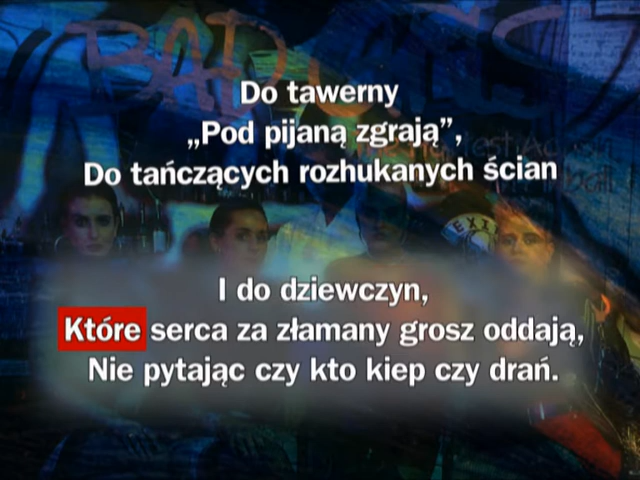 BAD
Do tawerny
„Pod pijaną zgrają”,
Do tańczących rozhukanych ścian
I do dziewczyn,
Które serca za złamany grosz oddają,
Nie pytając czy kto kiep czy drań.